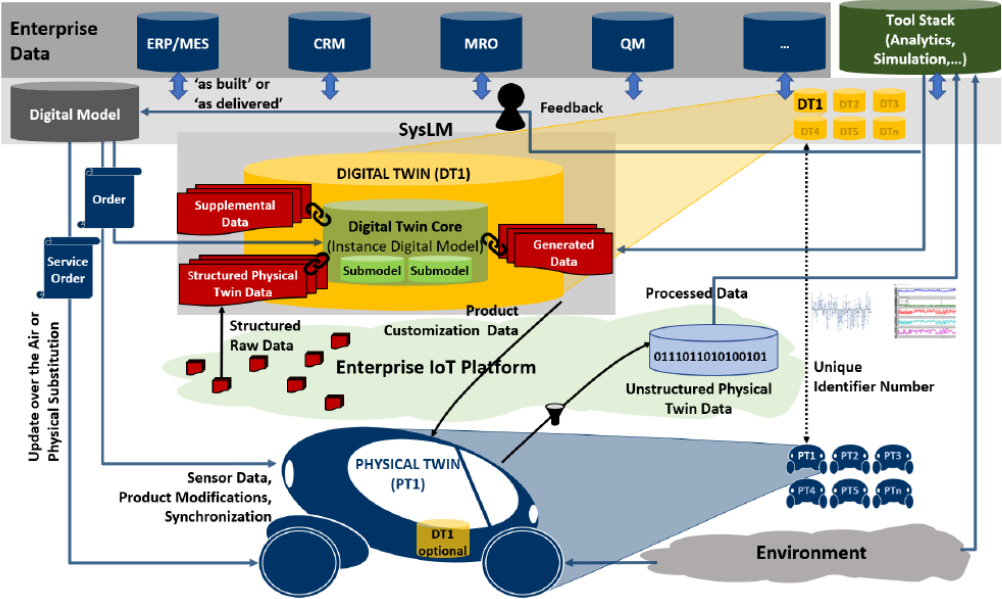 Enterprise
Data
ERP/MES
CRM
MRO
QM
...
Tool Stack
(Analytics,
Simulation,...)
'as built' or
'as delivered'
Digital Model
Feedback
SysLM
DT1
DT2
DT3
DT4
DT5
DTn
DIGITAL TWIN (DT1)
Order
Supplemental
Data
Digital Twin Core
(Instance Digital Model)
Submodel
Submodel
Generated
Data
Service
Order
Structured Physical
Twin Data
Structured
Raw Data
Product
Customization Data
Processed Data
0111011010100101
Unstructured Physical
Twin Data
Enterprise IoT Platform
Unique
Identifier Number
Update over the Air or
Physical Substitution
PHYSICAL TWIN
(PT1)
DT1
optional
Sensor Data,
Product Modifications,
Synchronization
PT1
PT2
PT3
PT4
PT5
PTn
Environment